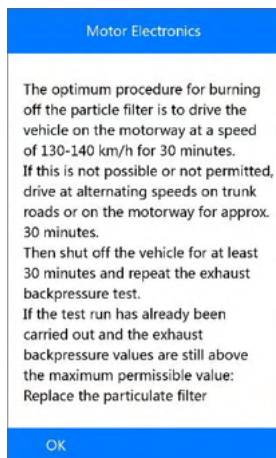 Motor Electronics
The optimum procedure for burning
off the particle filter is to drive the
vehicle on the motorway at a speed
of 130-140 km/h for 30 minutes.
If this is not possible or not permitted,
drive at alternating speeds on trunk
roads or on the motorway for approx.
30 minutes.
Then shut off the vehicle for at least
30 minutes and repeat the exhaust
backpressure test.
If the test run has already been
carried out and the exhaust
backpressure values are still above
the maximum permissible value:
Replace the particulate filter
OK